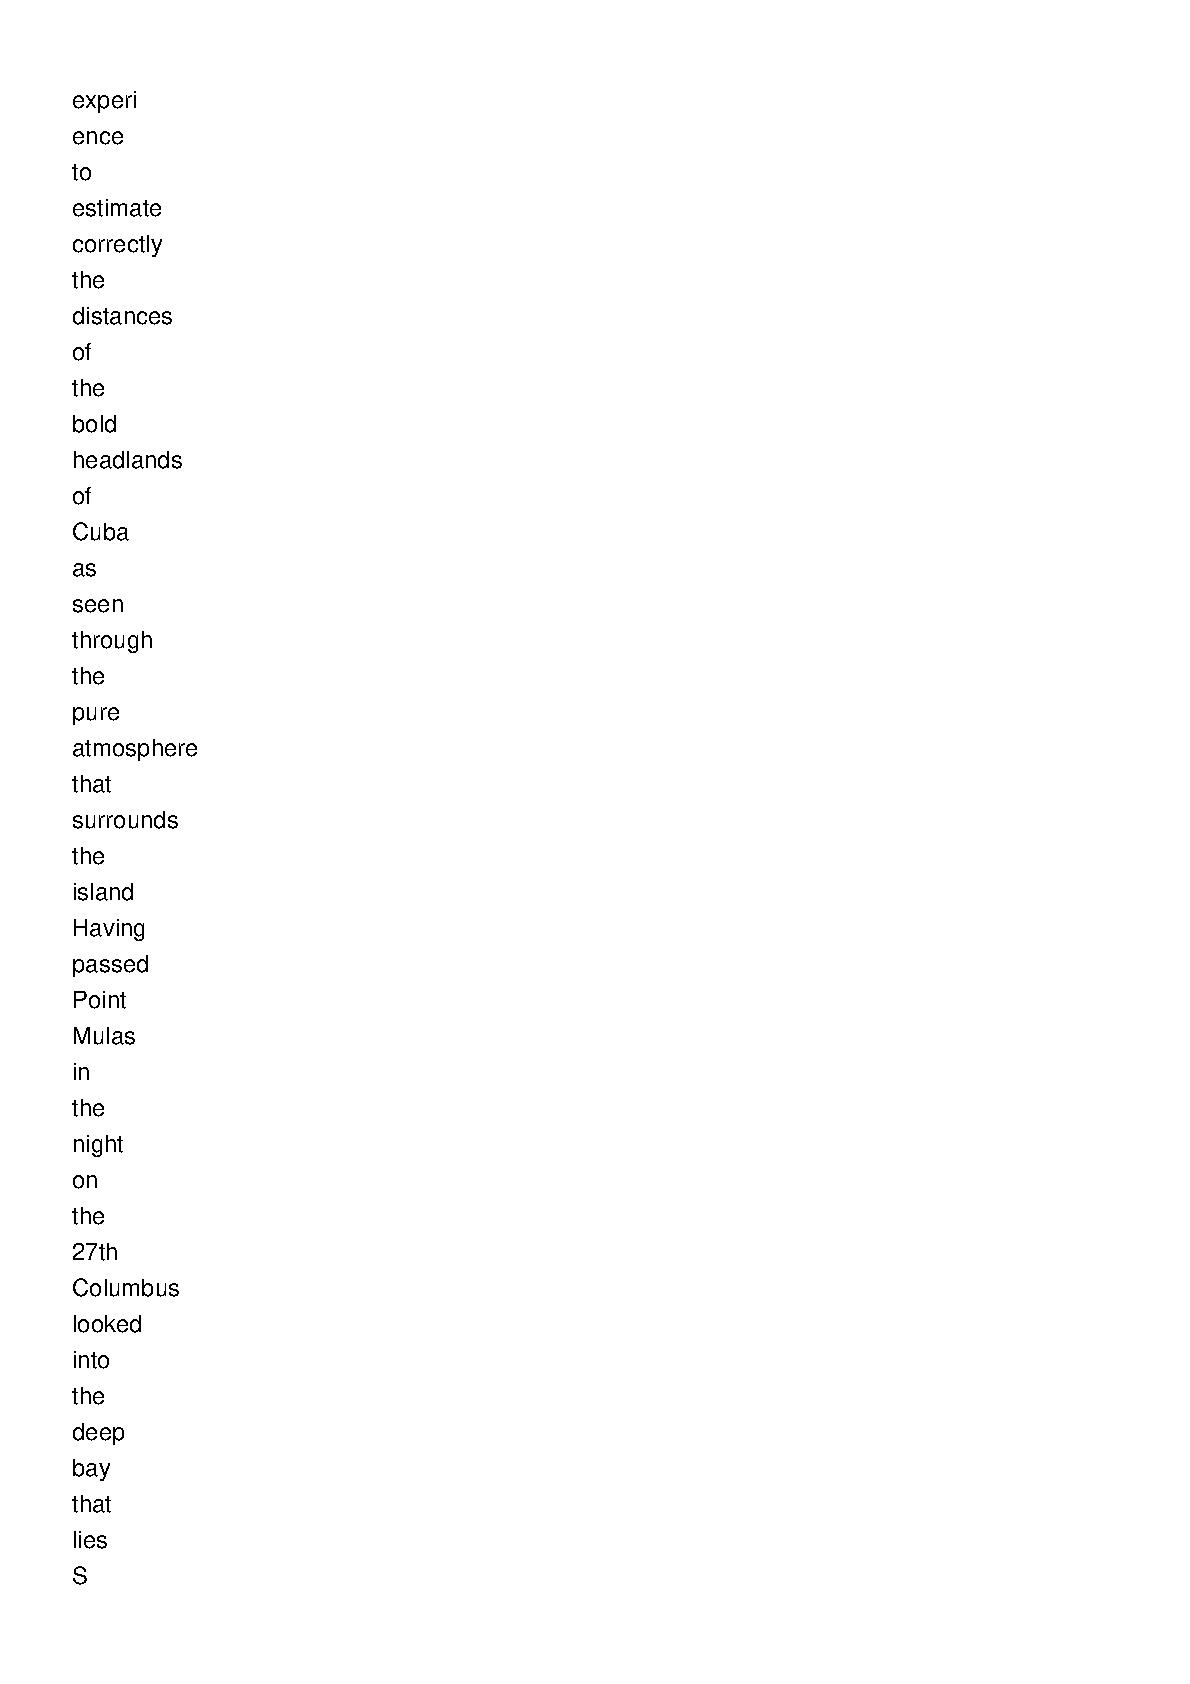 experi
ence
to
estimate
correctly
the
distances
of
the
bold
headlands
of
Cuba
as
seen
through
the
pure
atmosphere
that
surrounds
the
island
Having
passed
Point
Mulas
in
the
night
on
the
27th
Columbus
looked
into
the
deep
bay
that
lies
S